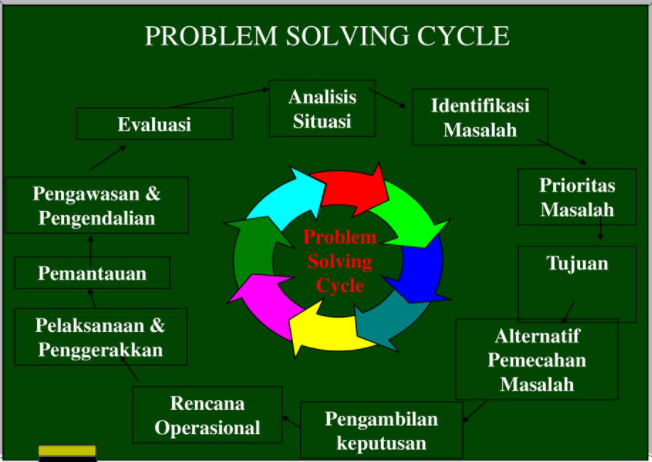 PROBLEM SOLVING CYCLE
Analisis
Situasi
Identifikasi
Masalah
Prioritas
Masalah
Tujuan
Alternatif
Pemecahan
Masalah
Pengambilan
keputusan
Rencana
Operasional
Pelaksanaan &
Penggerakkan
Pemantauan
Pengawasan &
Pengendalian
Evaluasi
Problem
Solving
Cycle